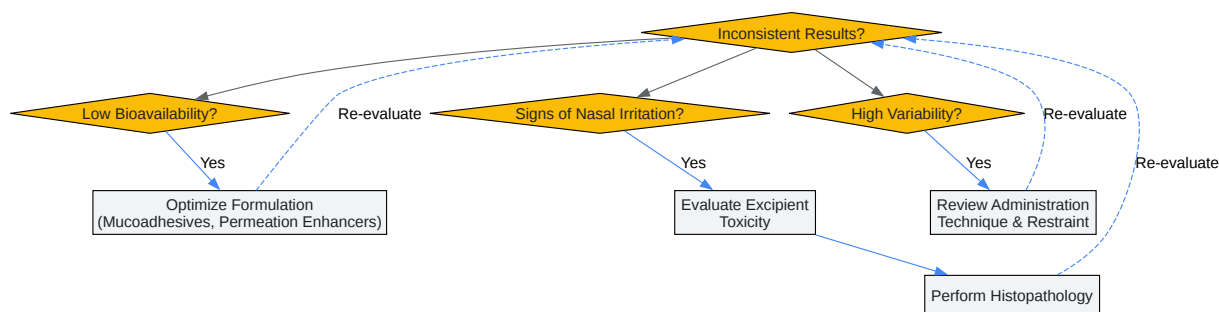 Inconsistent Results?
Low Bioavailability?
Re-evaluate
Signs of Nasal Irritation?
High Variability?
Re-evaluate
Yes
Yes
Yes
Re-evaluate
Optimize Formulation
(Mucoadhesives, Permeation Enhancers)
Evaluate Excipient
Toxicity
Review Administration
Technique & Restraint
Perform Histopathology